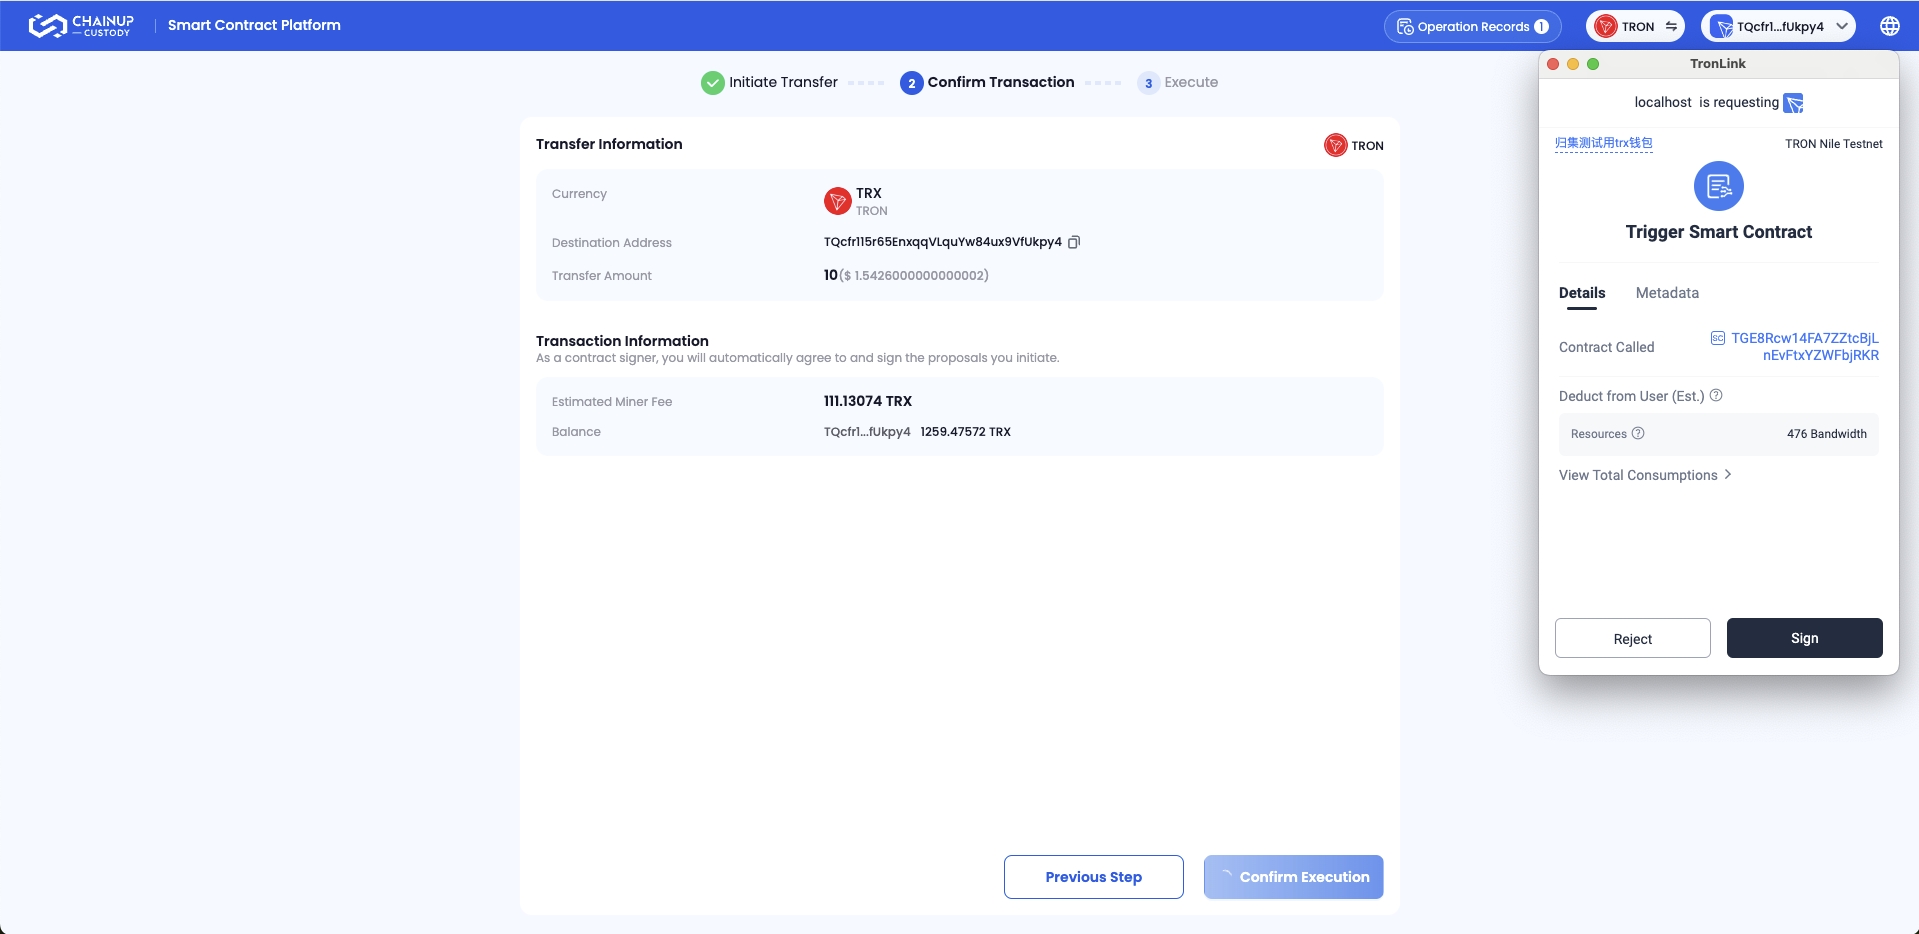 CHAINUP
CUSTODY
Smart Contract Platform
Operation Records 1
TRON
TQcfr1...fUkpy4
Initiate Transfer
2 Confirm Transaction
3 Execute
Transfer Information
TRON
Currency
TRX
TRON
Destination Address
TQcfr115r65EnxqqVLquYw84ux9VfUkpy4
Transfer Amount
10($ 1.5426000000000002)
Transaction Information
As a contract signer, you will automatically agree to and sign the proposals you initiate.
Estimated Miner Fee
111.13074 TRX
Balance
TQcfr1...fUkpy4 1259.47572 TRX
Previous Step
Confirm Execution
TronLink
localhost is requesting
归集测试用trx钱包
TRON Nile Testnet
Trigger Smart Contract
Details
Metadata
Contract Called
SC TGE8Rcw14FA7ZZtcBjL
nEvFtxYZWFbjRKR
Deduct from User (Est.) ?
Resources ?
476 Bandwidth
View Total Consumptions >
Reject
Sign